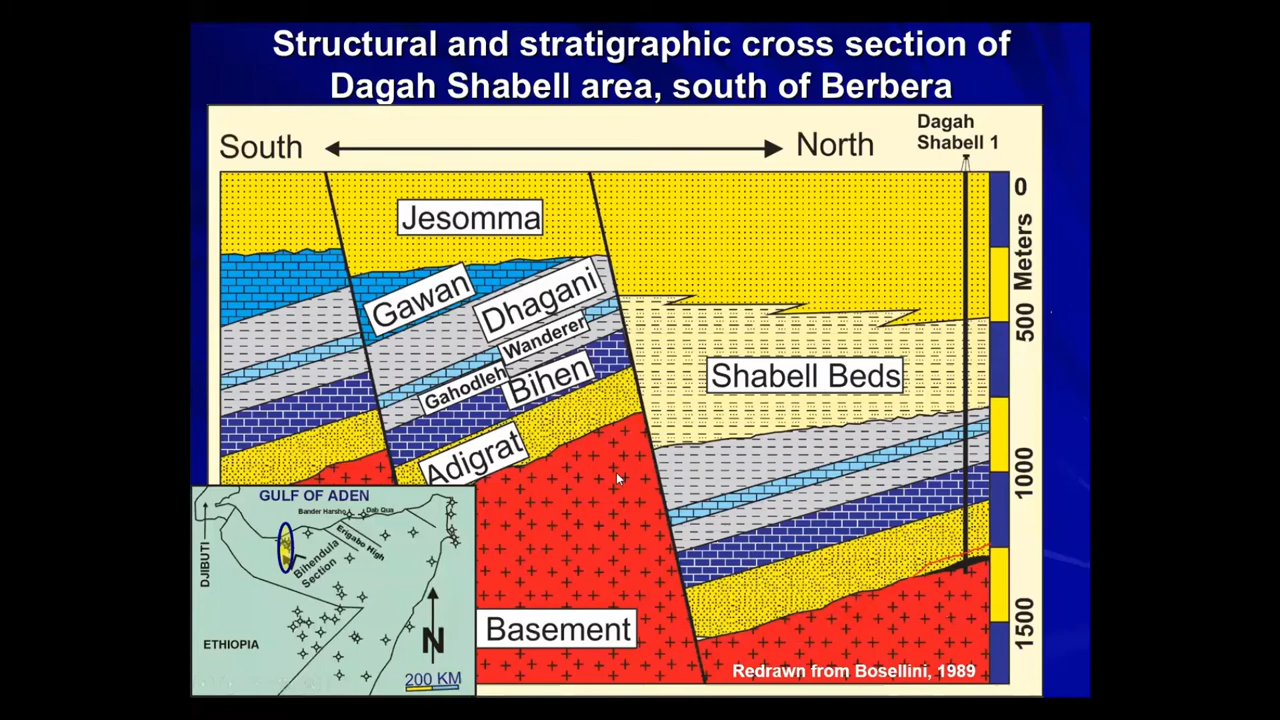 Structural and stratigraphic cross section of
Dagah Shabell area, south of Berbera
South
North
Dagah
Shabell 1
0
Meters
500
1000
1500
Jesomma
Gawan
Dhagani
Wanderer
Gahodleh
Bihen
Adigrat
Shabell Beds
Basement
Redrawn from Bosellini, 1989
GULF OF ADEN
Bander Harsho
Dab Qua
Erigabo High
Bihendula
Section
DJIBUTI
ETHIOPIA
N
200 KM